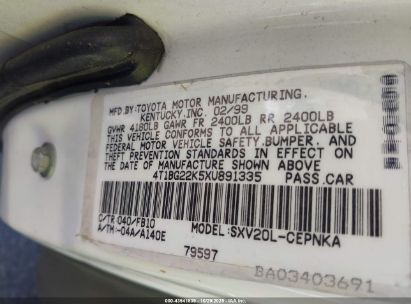 MFD.BY:TOYOTA MOTOR MANUFACTURING,
KENTUCKY,INC. 02/99
GVWR 4180LB GAWR FR 2400LB RR 2400LB
THIS VEHICLE CONFORMS TO ALL APPLICABLE
FEDERAL MOTOR VEHICLE SAFETY,BUMPER, AND
THEFT PREVENTION STANDARDS IN EFFECT ON
THE DATE OF MANUFACTURE SHOWN ABOVE
4T1BG22K5XU891335 PASS.CAR
C/TR:040/FB10
A/TM:-04A/A140E
MODEL:SXV20L-CEPNKA
79597
BA03403691